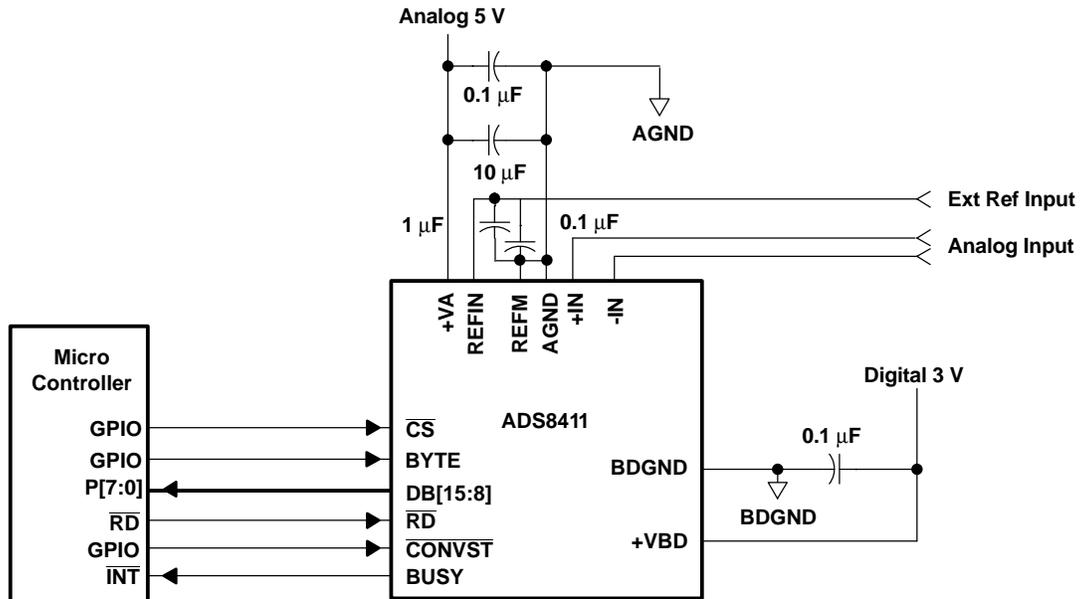 Analog 5 V
0.1 μF
AGND
10 μF
Ext Ref Input
1 μF
0.1 μF
Analog Input
+VA
REFIN
REFM
AGND
+IN
-IN
Micro
Controller
Digital 3 V
GPIO
CS
ADS8411
0.1 μF
GPIO
BYTE
BDGND
P[7:0]
DB[15:8]
RD
RD
BDGND
GPIO
CONVST
+VBD
INT
BUSY